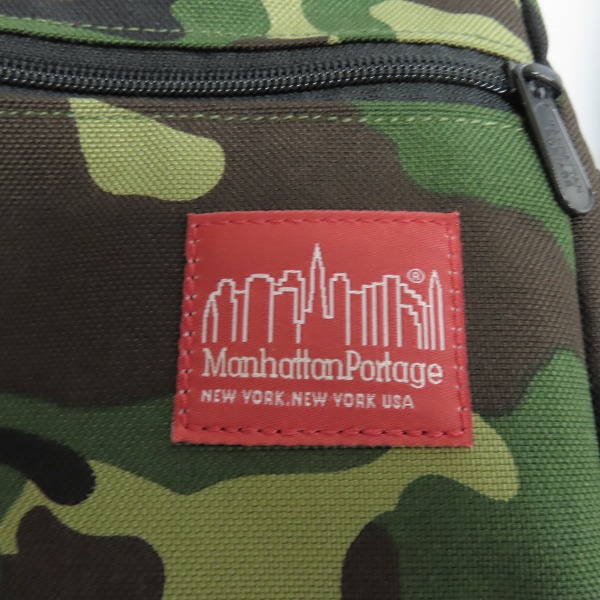 ®
ManhattanPortage
NEW YORK, NEW YORK USA